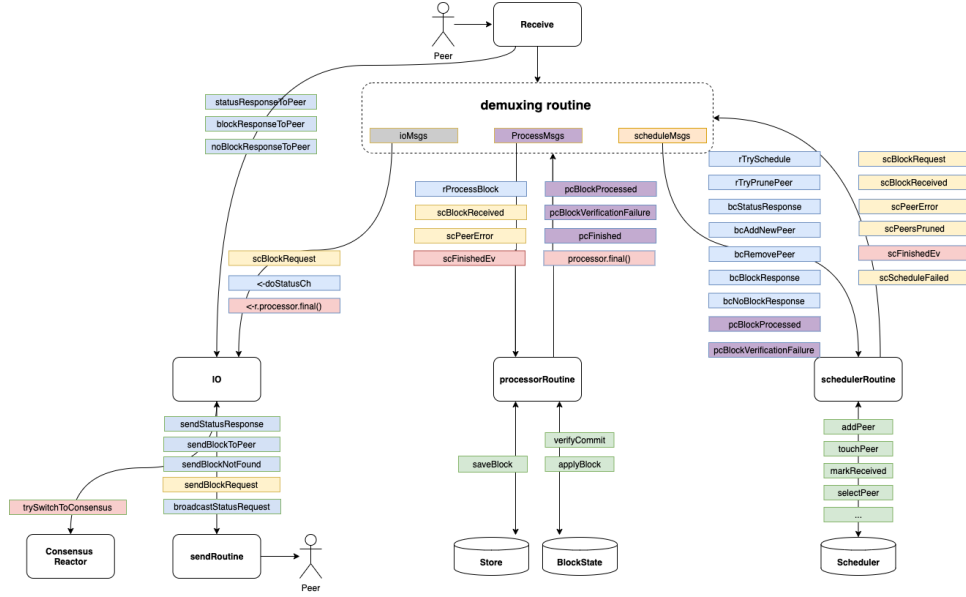 Peer
Receive
statusResponseToPeer
blockResponseToPeer
noBlockResponseToPeer
demuxing routine
ioMsgs
ProcessMsgs
scheduleMsgs
rProcessBlock
scBlockReceived
scPeerError
scFinishedEv
pcBlockProcessed
pcBlockVerificationFailure
pcFinished
processor.final()
rTrySchedule
rTryPrunePeer
bcStatusResponse
bcAddNewPeer
bcRemovePeer
bcBlockResponse
bcNoBlockResponse
pcBlockProcessed
pcBlockVerificationFailure
scBlockRequest
scBlockReceived
scPeerError
scPeersPruned
scFinishedEv
scScheduleFailed
scBlockRequest
<-doStatusCh
<-r.processor.final()
IO
processorRoutine
schedulerRoutine
sendStatusResponse
sendBlockToPeer
sendBlockNotFound
sendBlockRequest
broadcastStatusRequest
trySwitchToConsensus
saveBlock
verifyCommit
applyBlock
addPeer
touchPeer
markReceived
selectPeer
...
Consensus
Reactor
sendRoutine
Peer
Store
BlockState
Scheduler